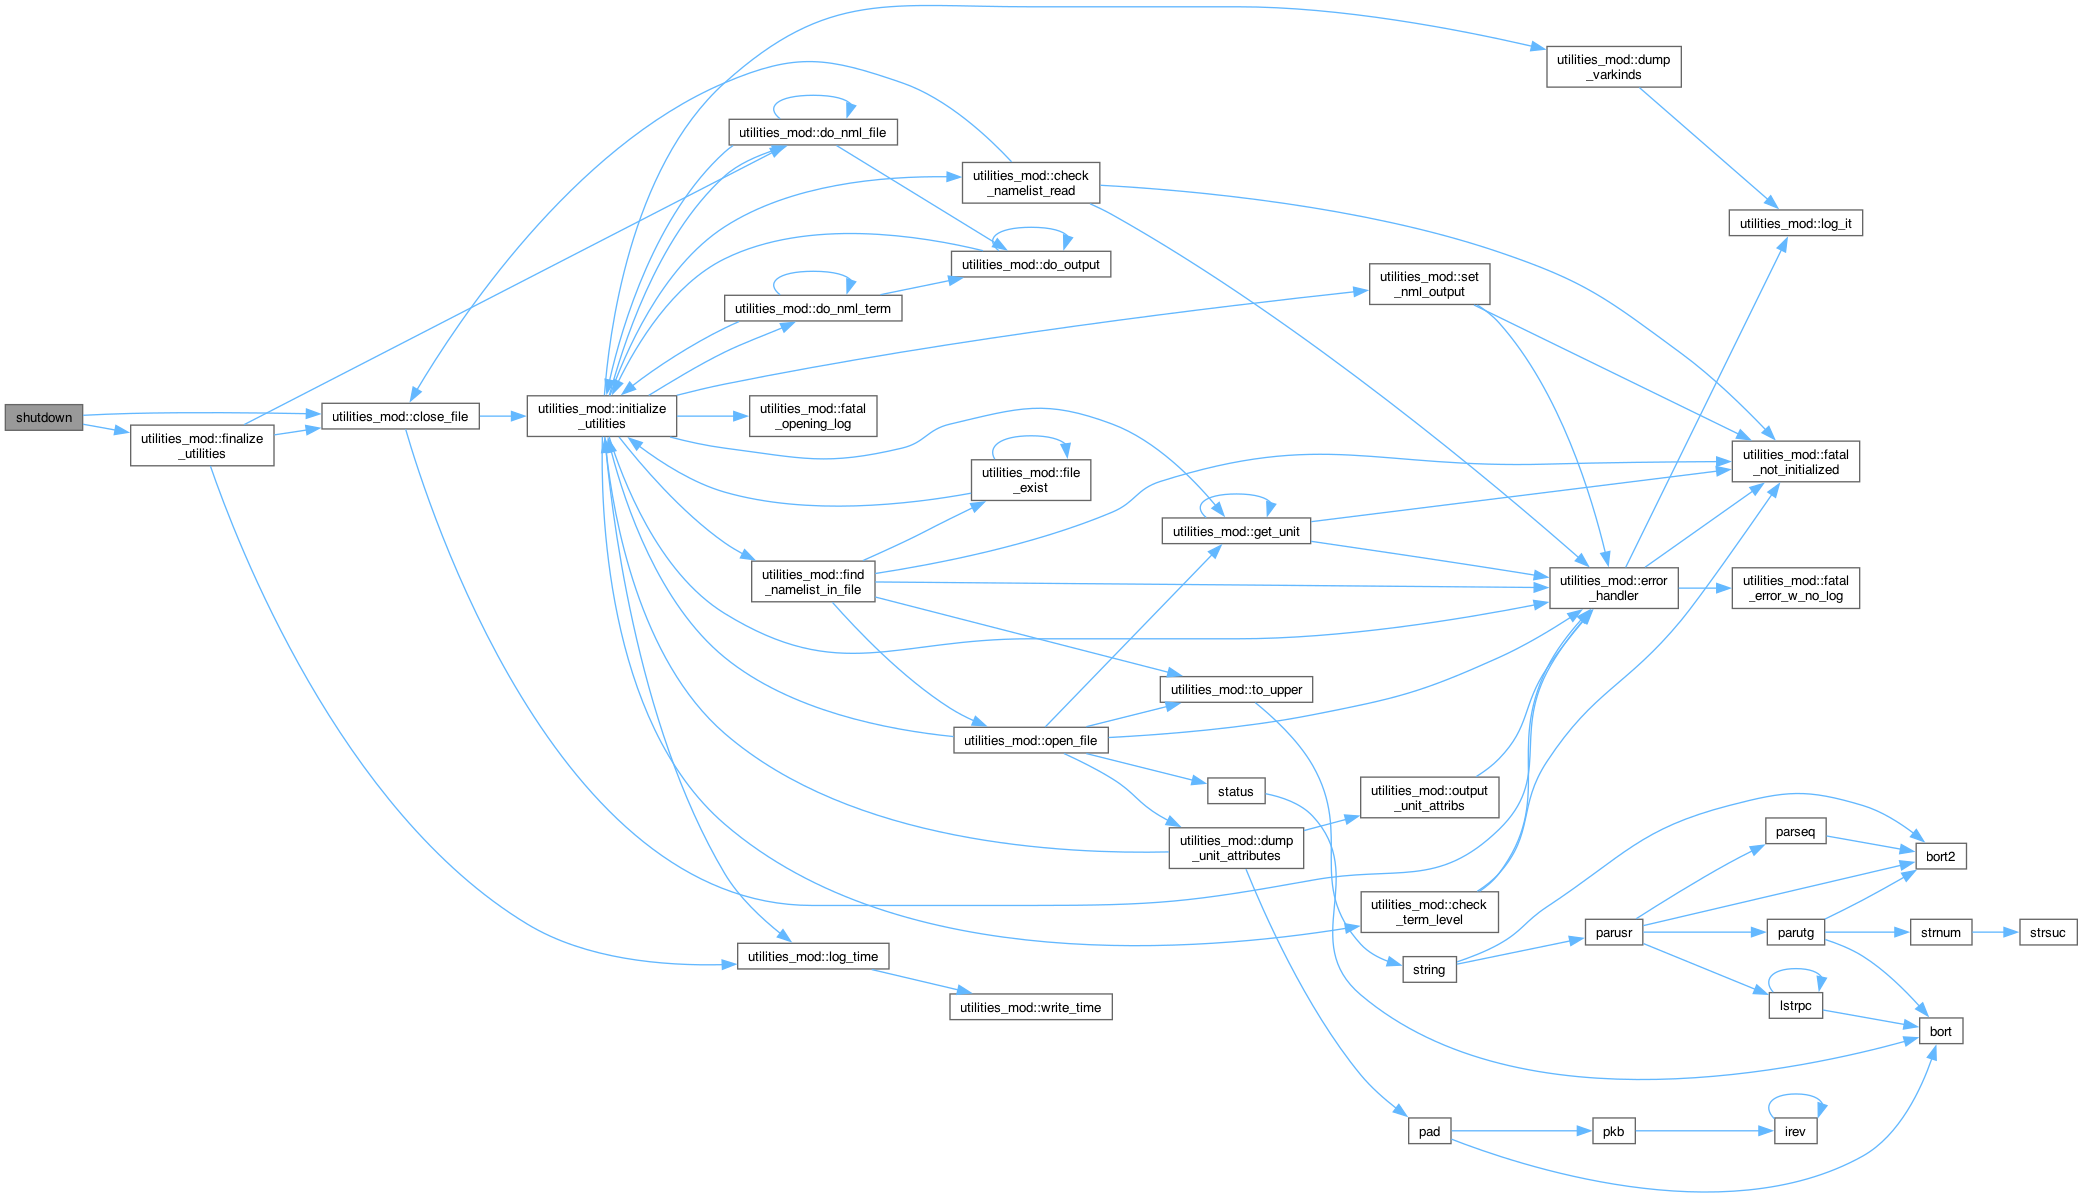 utilities_mod::dump
_varkinds
utilities_mod::do_nml_file
utilities_mod::check
_namelist_read
utilities_mod::log_it
utilities_mod::do_output
utilities_mod::set
_nml_output
utilities_mod::do_nml_term
shutdown
utilities_mod::finalize
_utilities
utilities_mod::close_file
utilities_mod::initialize
_utilities
utilities_mod::fatal
_opening_log
utilities_mod::file
_exist
utilities_mod::fatal
_not_initialized
utilities_mod::get_unit
utilities_mod::find
_namelist_in_file
utilities_mod::error
_handler
utilities_mod::fatal
_error_w_no_log
utilities_mod::to_upper
utilities_mod::open_file
status
utilities_mod::output
_unit_attribs
utilities_mod::dump
_unit_attributes
parseq
bort2
utilities_mod::check
_term_level
parusr
parutg
strnum
strsuc
utilities_mod::log_time
string
utilities_mod::write_time
lstrpc
bort
pad
pkb
irev